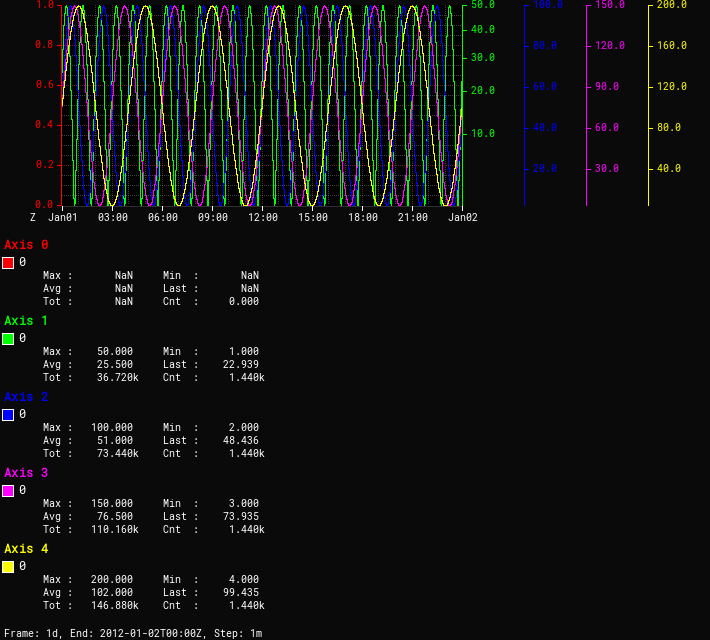 1.0
0.8
0.6
0.4
0.2
0.0
50.0
40.0
30.0
20.0
10.0
100.0
80.0
60.0
40.0
20.0
150.0
120.0
90.0
60.0
30.0
200.0
160.0
120.0
80.0
40.0
Z Jan01 03:00 06:00 09:00 12:00 15:00 18:00 21:00 Jan02
Axis 0
0
Max : NaN Min : NaN
Avg : NaN Last : NaN
Tot : NaN Cnt : 0.000
Axis 1
0
Max : 50.000 Min : 1.000
Avg : 25.500 Last : 22.939
Tot : 36.720k Cnt : 1.440k
Axis 2
0
Max : 100.000 Min : 2.000
Avg : 51.000 Last : 48.436
Tot : 73.440k Cnt : 1.440k
Axis 3
0
Max : 150.000 Min : 3.000
Avg : 76.500 Last : 73.935
Tot : 110.160k Cnt : 1.440k
Axis 4
0
Max : 200.000 Min : 4.000
Avg : 102.000 Last : 99.435
Tot : 146.880k Cnt : 1.440k
Frame: 1d, End: 2012-01-02T00:00Z, Step: 1m